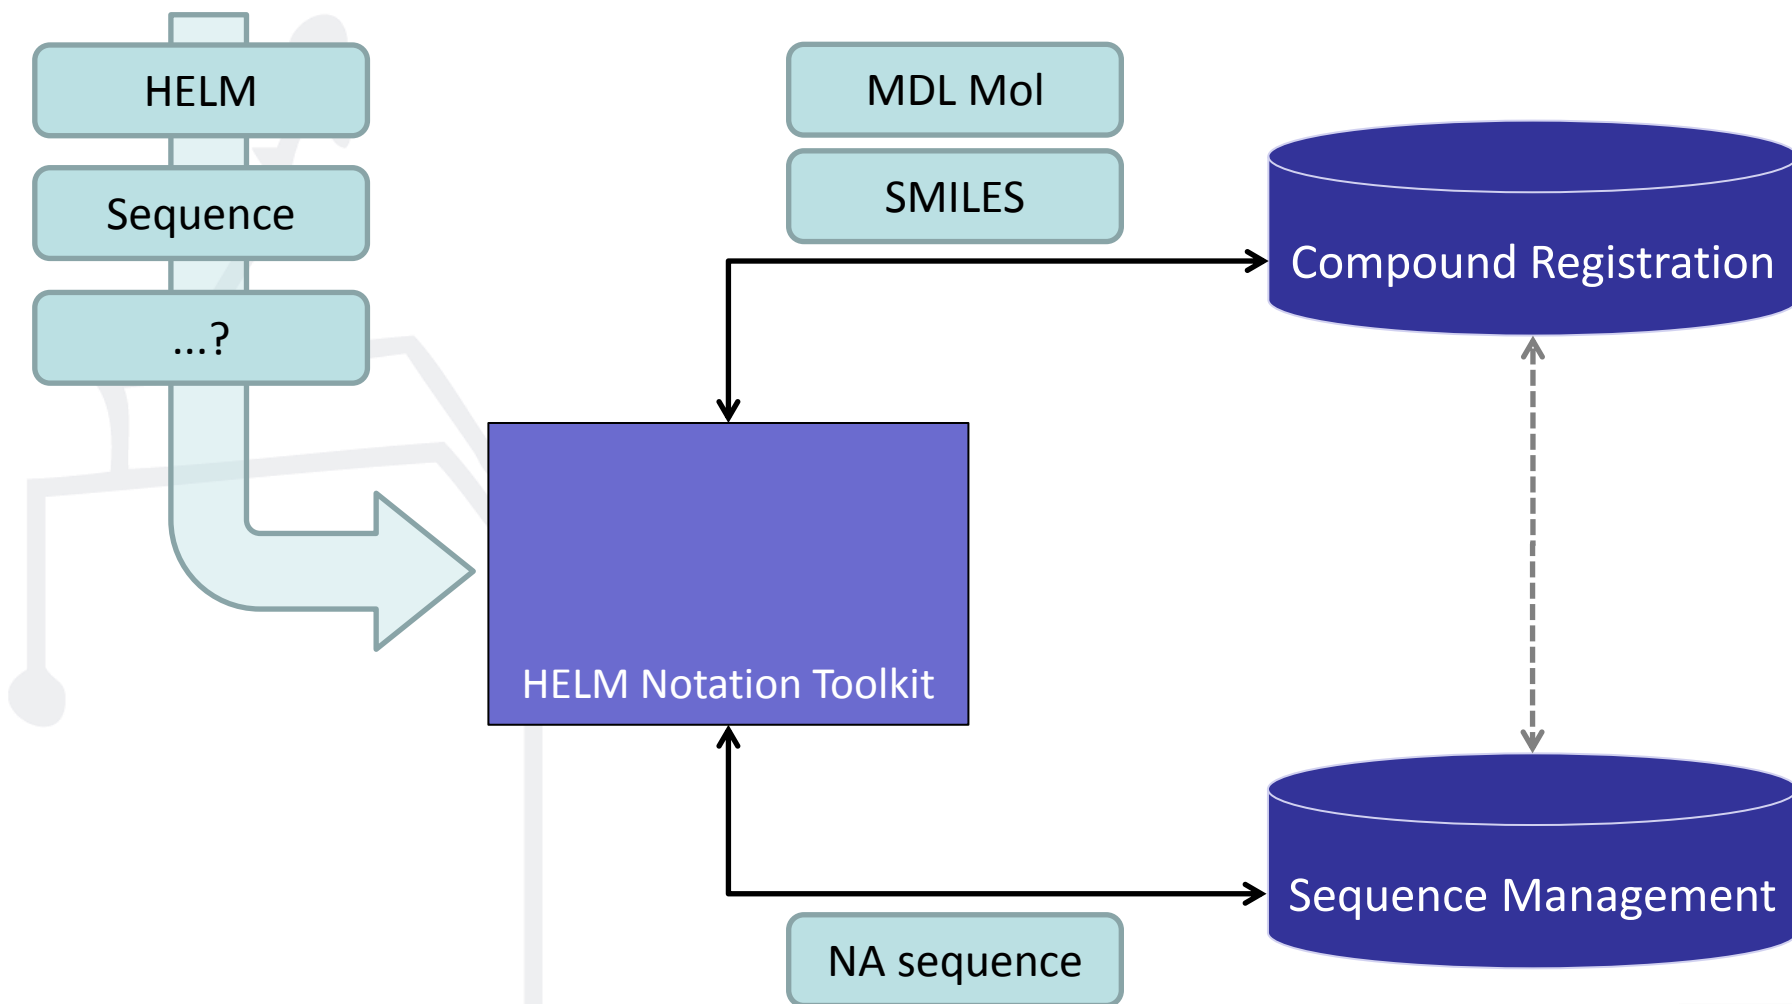 HELM
Sequence
...?
MDL Mol
SMILES
Compound Registration
HELM Notation Toolkit
Sequence Management
NA sequence